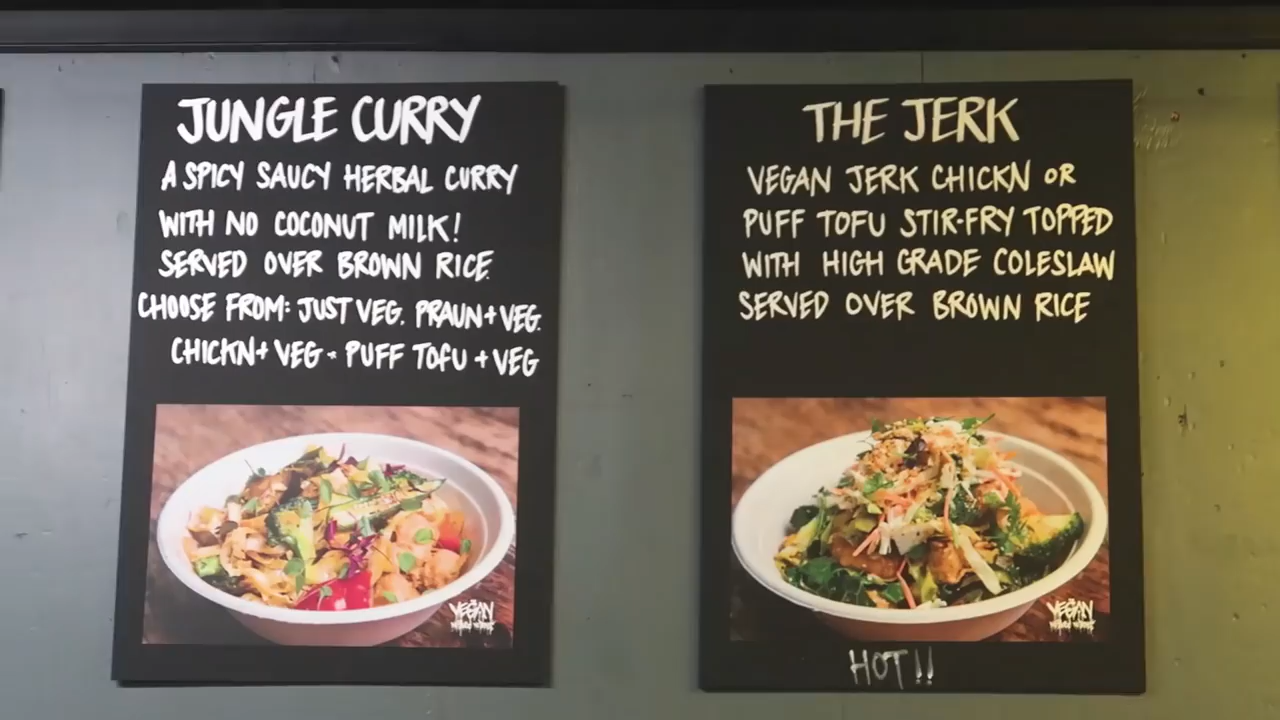 JUNGLE CURRY
A SPICY SAUCY HERBAL CURRY
WITH NO COCONUT MILK!
SERVED OVER BROWN RICE.
CHOOSE FROM: JUST VEG. PRAUN+VEG.
CHICKN+VEG • PUFF TOFU + VEG
VEGAN
THE JERK
VEGAN JERK CHICKN OR
PUFF TOFU STIR-FRY TOPPED
WITH HIGH GRADE COLESLAW
SERVED OVER BROWN RICE
VEGAN
HOT!!